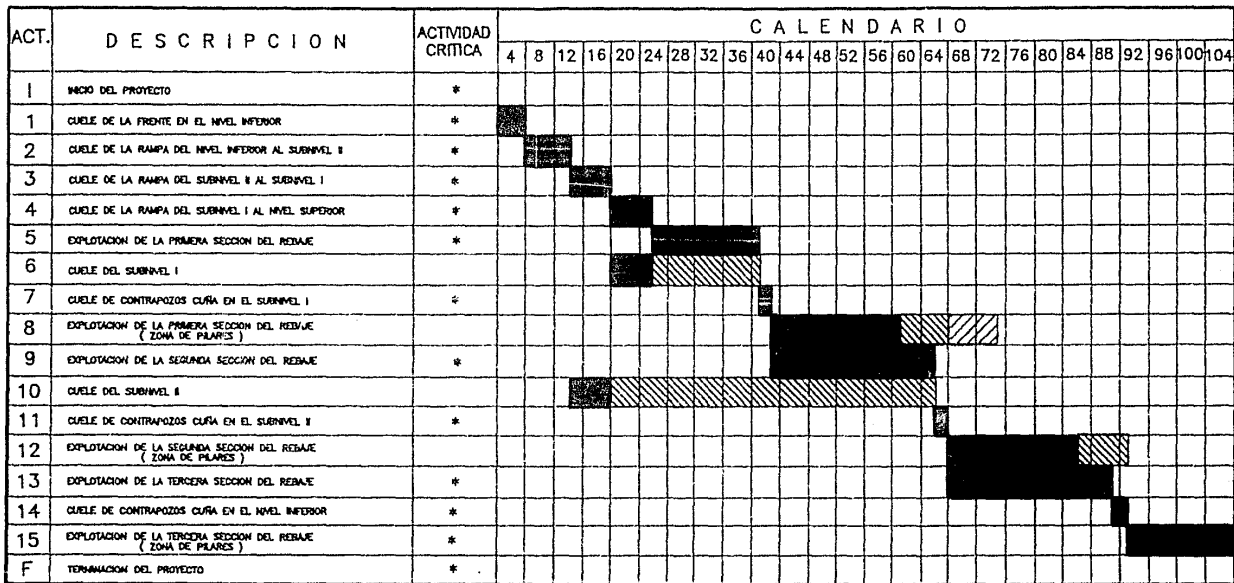 ACT. DESCRIPCION ACTIVIDAD CRITICA CALENDARIO
4 8 12 16 20 24 28 32 36 40 44 48 52 56 60 64 68 72 76 80 84 88 92 96 100 104
I INICIO DEL PROYECTO *
1 CUELE DE LA FRENTE EN EL NIVEL INFERIOR *
2 CUELE DE LA RAMPA DEL NIVEL INFERIOR AL SUBNIVEL II *
3 CUELE DE LA RAMPA DEL SUBNIVEL II AL SUBNIVEL I *
4 CUELE DE LA RAMPA DEL SUBNIVEL I AL NIVEL SUPERIOR *
5 EXPLOTACION DE LA PRIMERA SECCION DEL REBAJE *
6 CUELE DEL SUBNIVEL I
7 CUELE DE CONTRAPOZOS CUÑA EN EL SUBNIVEL I *
8 EXPLOTACION DE LA PRIMERA SECCION DEL REBAJE
( ZONA DE PILARES )
9 EXPLOTACION DE LA SEGUNDA SECCION DEL REBAJE *
10 CUELE DEL SUBNIVEL II
11 CUELE DE CONTRAPOZOS CUÑA EN EL SUBNIVEL II *
12 EXPLOTACION DE LA SEGUNDA SECCION DEL REBAJE
( ZONA DE PILARES )
13 EXPLOTACION DE LA TERCERA SECCION DEL REBAJE *
14 CUELE DE CONTRAPOZOS CUÑA EN EL NIVEL INFERIOR *
15 EXPLOTACION DE LA TERCERA SECCION DEL REBAJE *
( ZONA DE PILARES )
F TERMINACION DEL PROYECTO *